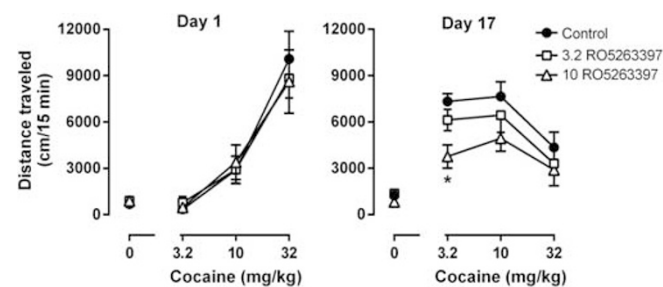 Day 1
Day 17
Control
3.2 RO5263397
10 RO5263397
Distance traveled
(cm/15 min)
12000
9000
6000
3000
0
12000
9000
6000
3000
0
*
0
3.2
10
32
0
3.2
10
32
Cocaine (mg/kg)
Cocaine (mg/kg)